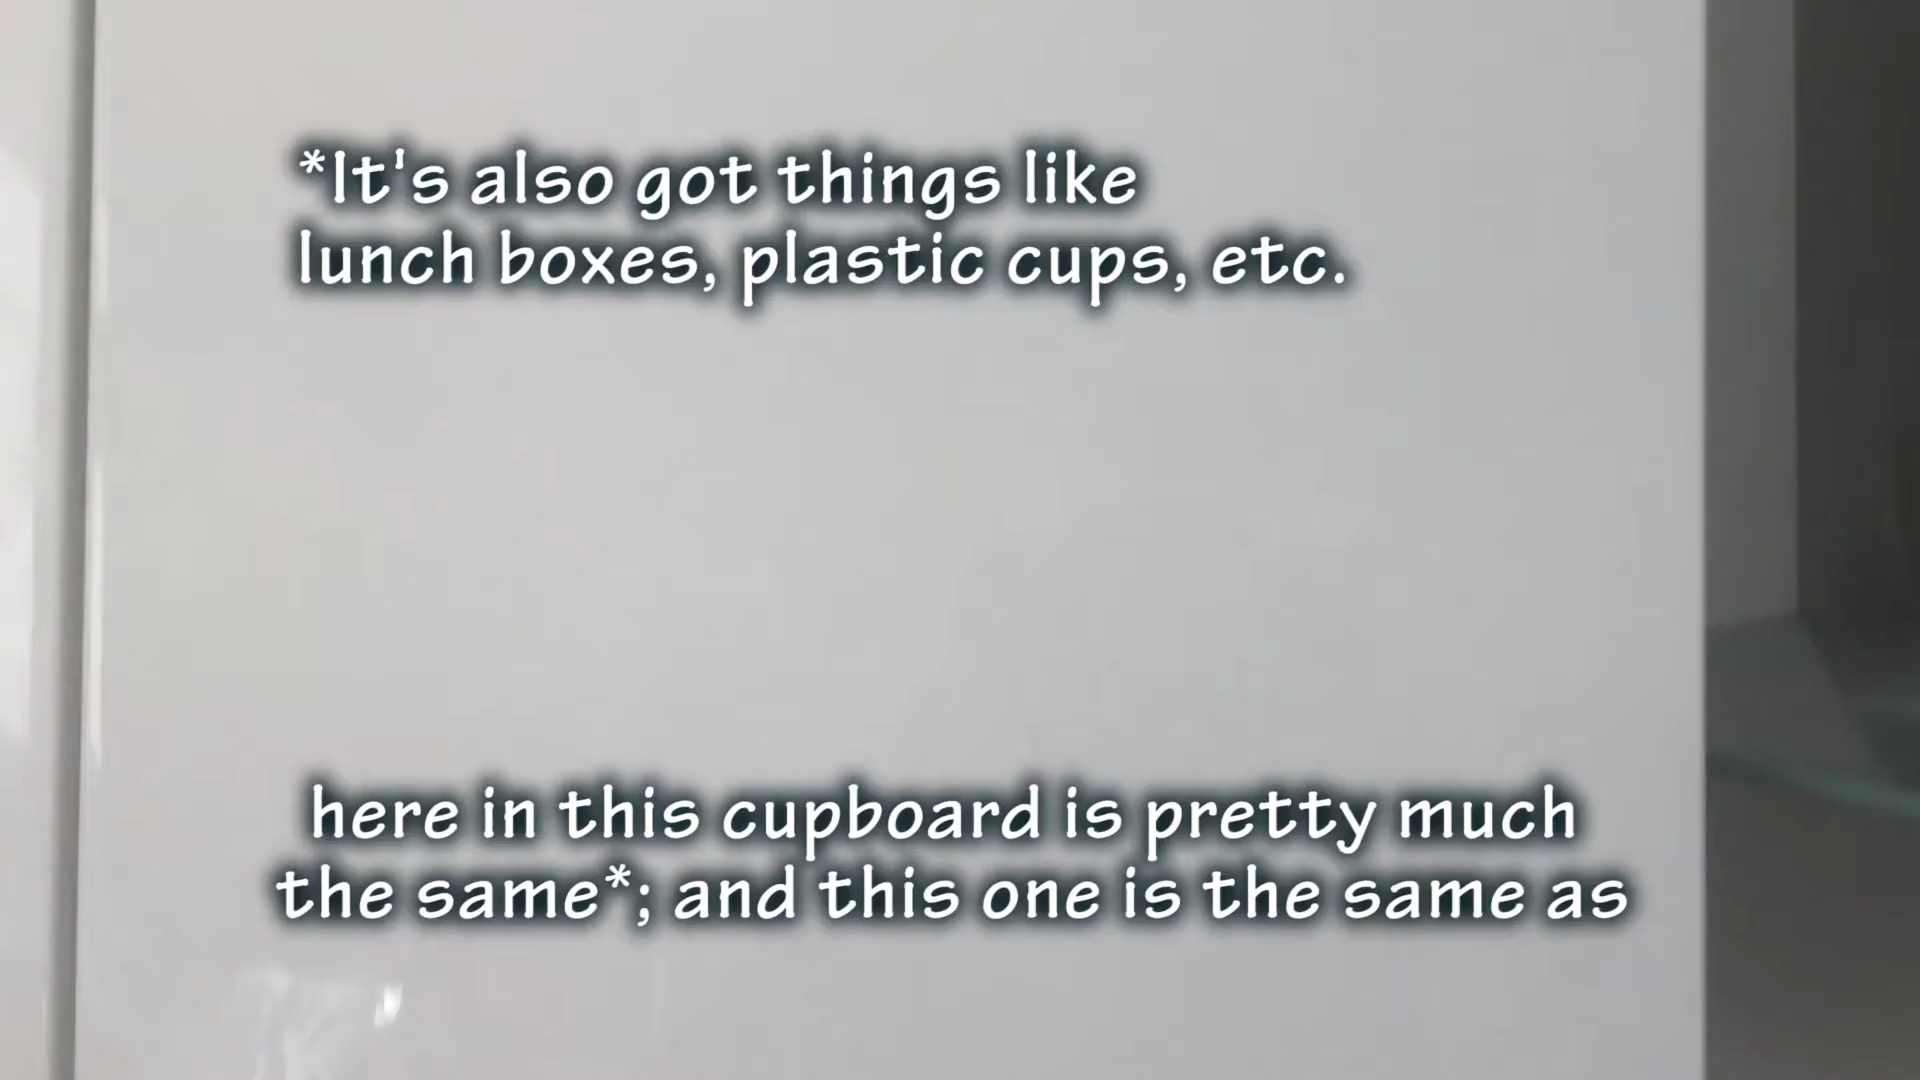 *It's also got things like
lunch boxes, plastic cups, etc.
here in this cupboard is pretty much
the same*; and this one is the same as